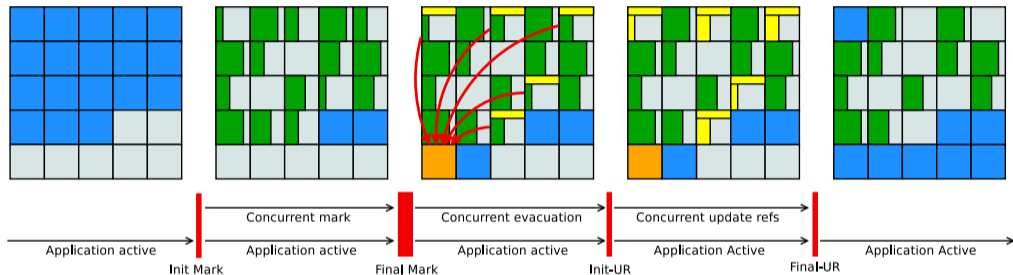 Concurrent mark
Concurrent evacuation
Concurrent update refs
Application active
Application active
Application active
Application Active
Application Active
Init Mark
Final Mark
Init-UR
Final-UR